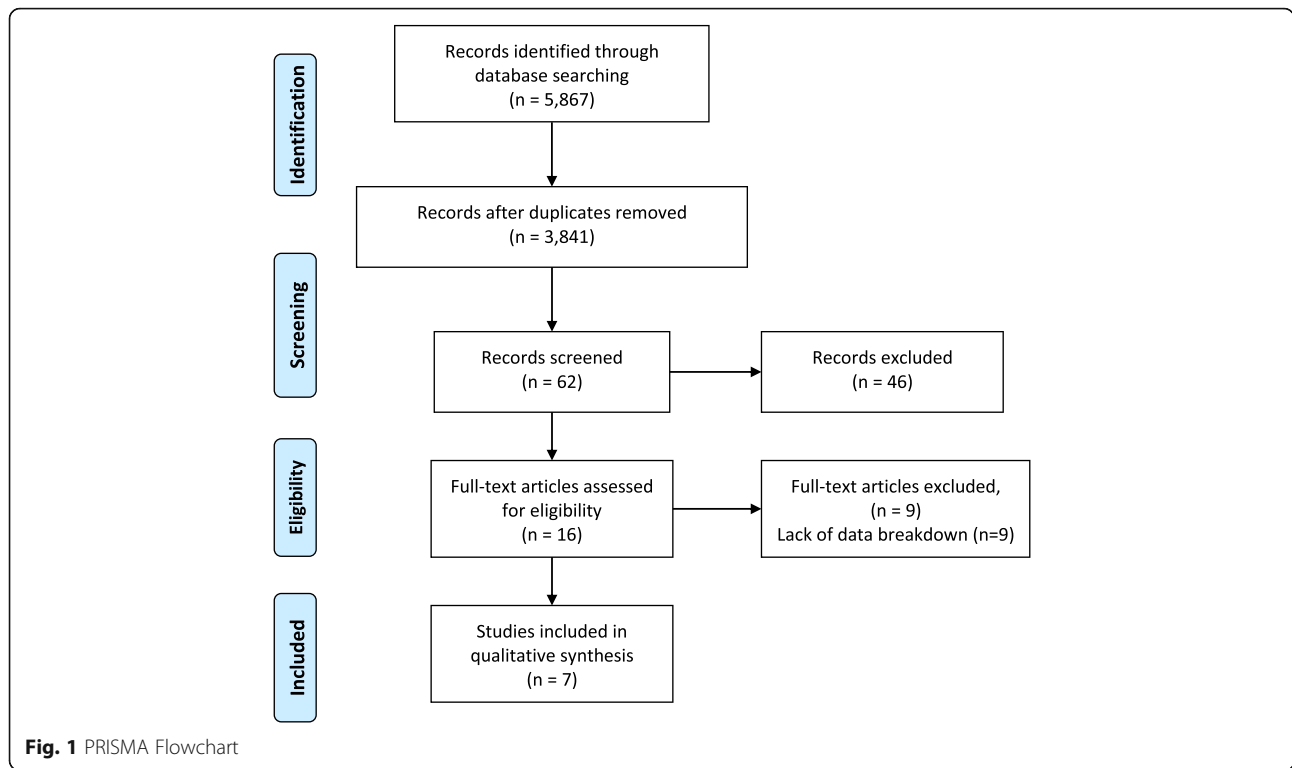 Identification
Records identified through
database searching
(n = 5,867)
Records after duplicates removed
(n = 3,841)
Screening
Records screened
(n = 62)
Records excluded
(n = 46)
Eligibility
Full-text articles assessed
for eligibility
(n = 16)
Full-text articles excluded,
(n = 9)
Lack of data breakdown (n=9)
Included
Studies included in
qualitative synthesis
(n = 7)
Fig. 1 PRISMA Flowchart